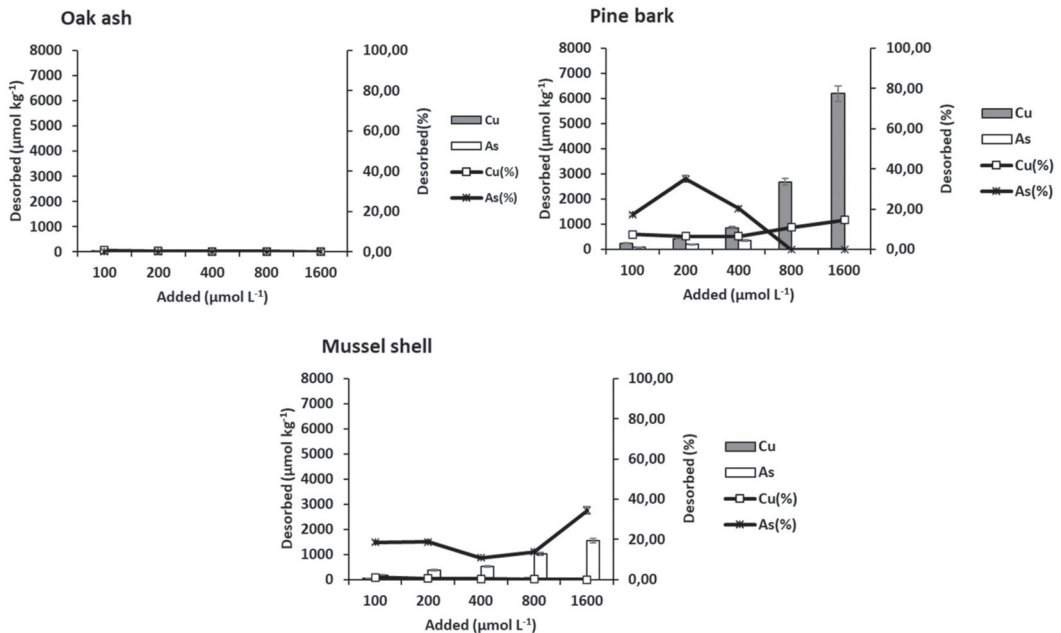 Oak ash
8000
7000
6000
5000
4000
3000
2000
1000
0
Desorbed (µmol kg⁻¹)
100,00
80,00
60,00
40,00
20,00
0,00
Desorbed(%)
100 200 400 800 1600
Added (µmol L⁻¹)
Cu
As
Cu(%)
As(%)
Pine bark
8000
7000
6000
5000
4000
3000
2000
1000
0
Desorbed (µmol kg⁻¹)
100,00
80,00
60,00
40,00
20,00
0,00
Desorbed (%)
100 200 400 800 1600
Added (µmol L⁻¹)
Cu
As
Cu(%)
As(%)
Mussel shell
8000
7000
6000
5000
4000
3000
2000
1000
0
Desorbed (µmol kg⁻¹)
100,00
80,00
60,00
40,00
20,00
0,00
Desorbed (%)
100 200 400 800 1600
Added (µmol L⁻¹)
Cu
As
Cu(%)
As(%)